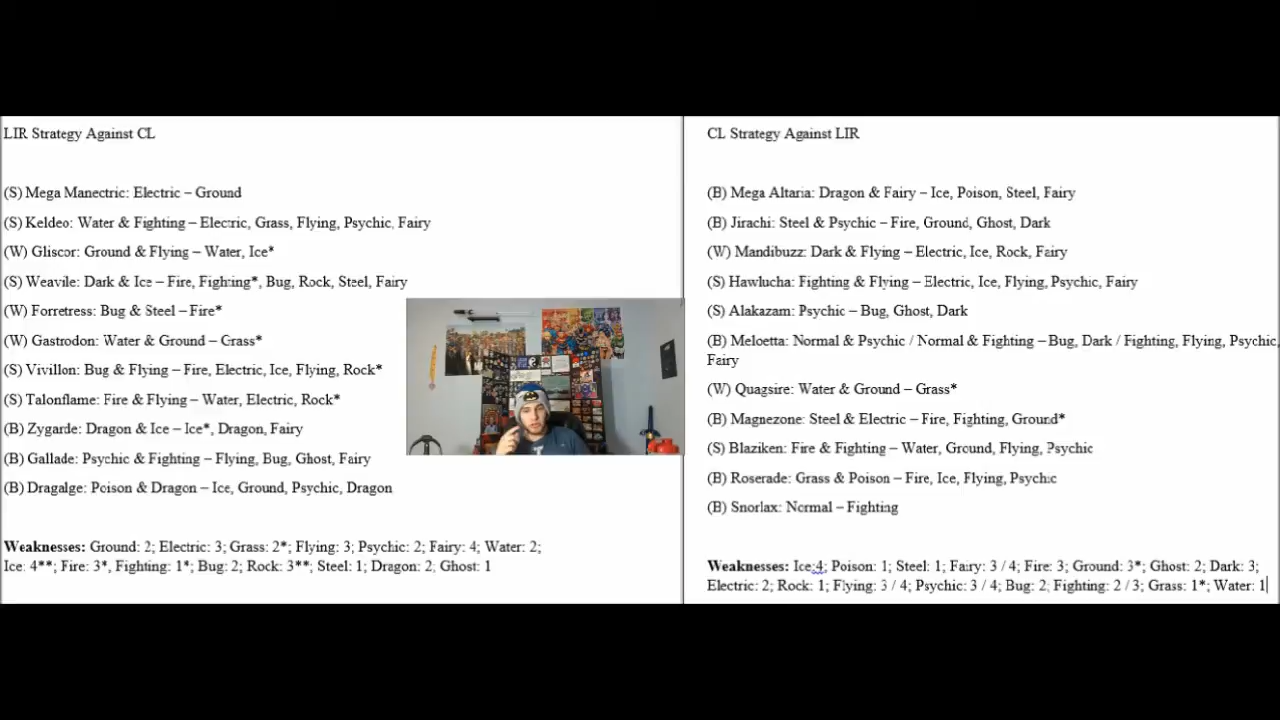 LIR Strategy Against CL
(S) Mega Manectric: Electric – Ground
(S) Keldeo: Water & Fighting – Electric, Grass, Flying, Psychic, Fairy
(W) Gliscor: Ground & Flying – Water, Ice*
(S) Weavile: Dark & Ice – Fire, Fighting*, Bug, Rock, Steel, Fairy
(W) Forretress: Bug & Steel – Fire*
(W) Gastrodon: Water & Ground – Grass*
(S) Vivillon: Bug & Flying – Fire, Electric, Ice, Flying, Rock*
(S) Talonflame: Fire & Flying – Water, Electric, Rock*
(B) Zygarde: Dragon & Ice – Ice*, Dragon, Fairy
(B) Gallade: Psychic & Fighting – Flying, Bug, Ghost, Fairy
(B) Dragalge: Poison & Dragon – Ice, Ground, Psychic, Dragon
Weaknesses: Ground: 2; Electric: 3; Grass: 2*; Flying: 3; Psychic: 2; Fairy: 4; Water: 2;
Ice: 4**; Fire: 3*, Fighting: 1*; Bug: 2; Rock: 3**; Steel: 1; Dragon: 2; Ghost: 1
CL Strategy Against LIR
(B) Mega Altaria: Dragon & Fairy – Ice, Poison, Steel, Fairy
(B) Jirachi: Steel & Psychic – Fire, Ground, Ghost, Dark
(W) Mandibuzz: Dark & Flying – Electric, Ice, Rock, Fairy
(S) Hawlucha: Fighting & Flying – Electric, Ice, Flying, Psychic, Fairy
(S) Alakazam: Psychic – Bug, Ghost, Dark
(B) Meloetta: Normal & Psychic / Normal & Fighting – Bug, Dark / Fighting, Flying, Psychic,
Fairy
(W) Quagsire: Water & Ground – Grass*
(B) Magnezone: Steel & Electric – Fire, Fighting, Ground*
(S) Blaziken: Fire & Fighting – Water, Ground, Flying, Psychic
(B) Roserade: Grass & Poison – Fire, Ice, Flying, Psychic
(B) Snorlax: Normal – Fighting
Weaknesses: Ice:4; Poison: 1; Steel: 1; Fairy: 3 / 4; Fire: 3; Ground: 3*; Ghost: 2; Dark: 3;
Electric: 2; Rock: 1; Flying: 3 / 4; Psychic: 3 / 4; Bug: 2; Fighting: 2 / 3; Grass: 1*; Water: 1